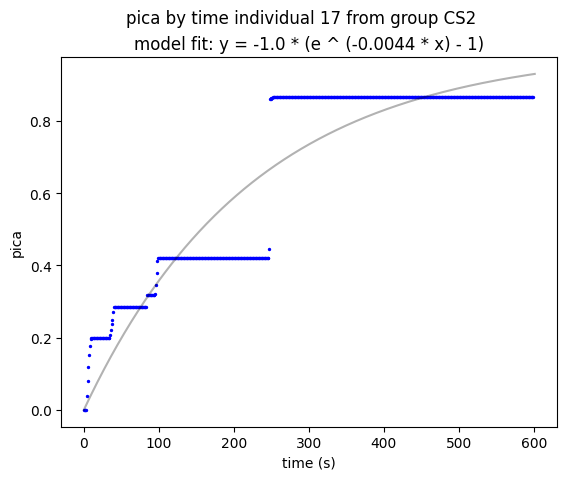 pica by time individual 17 from group CS2
model fit: y = -1.0 * (e ^ (-0.0044 * x) - 1)
0.8
0.6
0.4
0.2
0.0
pica
0 100 200 300 400 500 600
time (s)